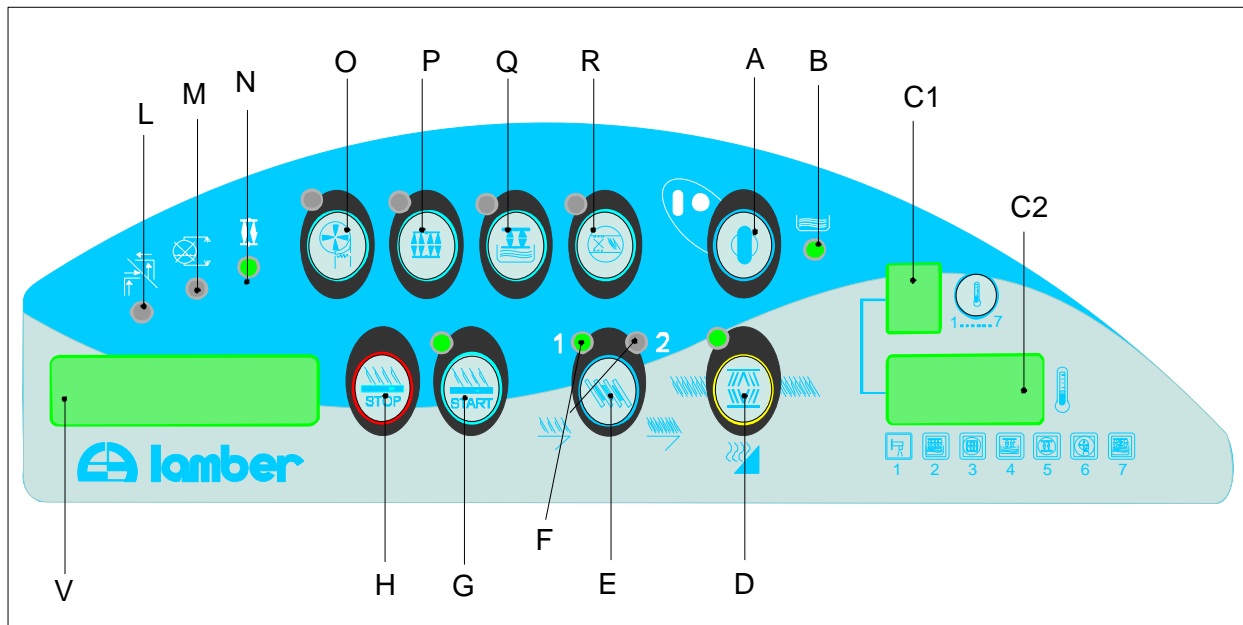 O P Q R A B
L M N C1
C2
1 ...... 7
1 2
STOP START
lamber
1 2 3 4 5 6 7
V H G F E D